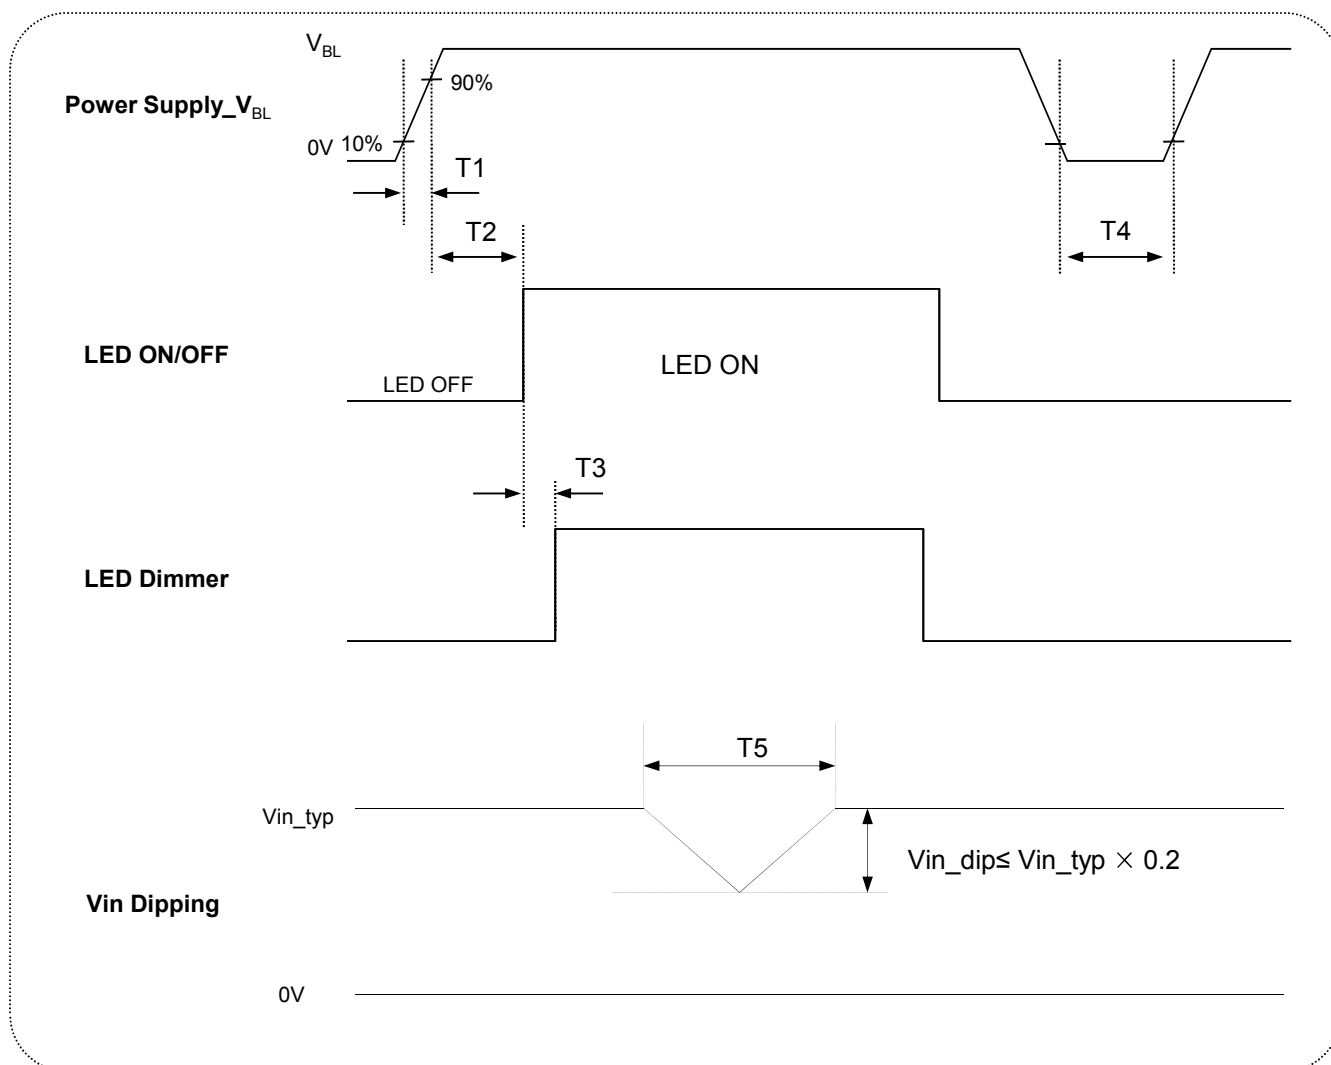 V_BL
90%
Power Supply_V_BL
0V 10%
T1
T2
T4
LED ON/OFF
LED OFF
LED ON
T3
LED Dimmer
T5
Vin_typ
Vin_dip≤ Vin_typ × 0.2
Vin Dipping
0V